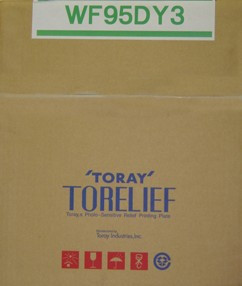 WF95DY3
'TORAY'
TORELIEF
Toray's Photo-Sensitive Relief Printing Plate
Toray Industries, Inc.